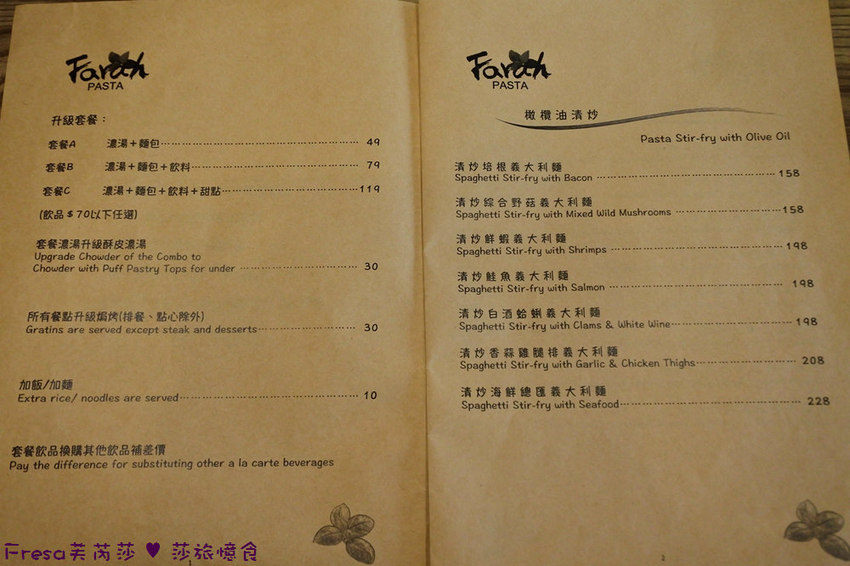 Farah
PASTA
升級套餐：
套餐A 濃湯＋麵包 49
套餐B 濃湯＋麵包＋飲料 79
套餐C 濃湯＋麵包＋飲料＋甜點 119
(飲品＄70以下任選)
套餐濃湯升級酥皮濃湯
Upgrade Chowder of the Combo to
Chowder with Puff Pastry Tops for under 30
所有餐點升級焗烤(排餐、點心除外)
Gratins are served except steak and desserts 30
加飯/加麵
Extra rice/ noodles are served 10
套餐飲品換購其他飲品補差價
Pay the difference for substituting other a la carte beverages
1
Farah
PASTA
橄欖油清炒
Pasta Stir-fry with Olive Oil
清炒培根義大利麵
Spaghetti Stir-fry with Bacon 158
清炒綜合野菇義大利麵
Spaghetti Stir-fry with Mixed Wild Mushrooms 158
清炒鮮蝦義大利麵
Spaghetti Stir-fry with Shrimps 198
清炒鮭魚義大利麵
Spaghetti Stir-fry with Salmon 198
清炒白酒蛤蜊義大利麵
Spaghetti Stir-fry with Clams & White Wine 198
清炒香蒜雞腿排義大利麵
Spaghetti Stir-fry with Garlic & Chicken Thighs 208
清炒海鮮總匯義大利麵
Spaghetti Stir-fry with Seafood 228
2
Fresa芙芮莎 ♥ 莎旅憶食